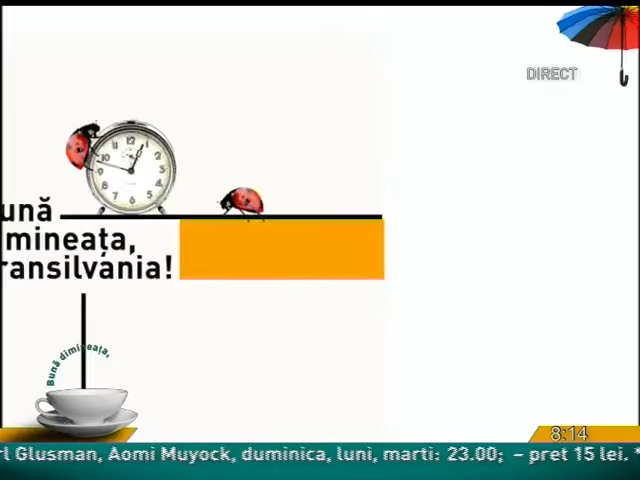 DIRECT
ună
imineața,
ransilvania!
Bună dimineața,
8:14
rl Glusman, Aomi Muyock, duminica, luni, marti: 23.00; – pret 15 lei. *